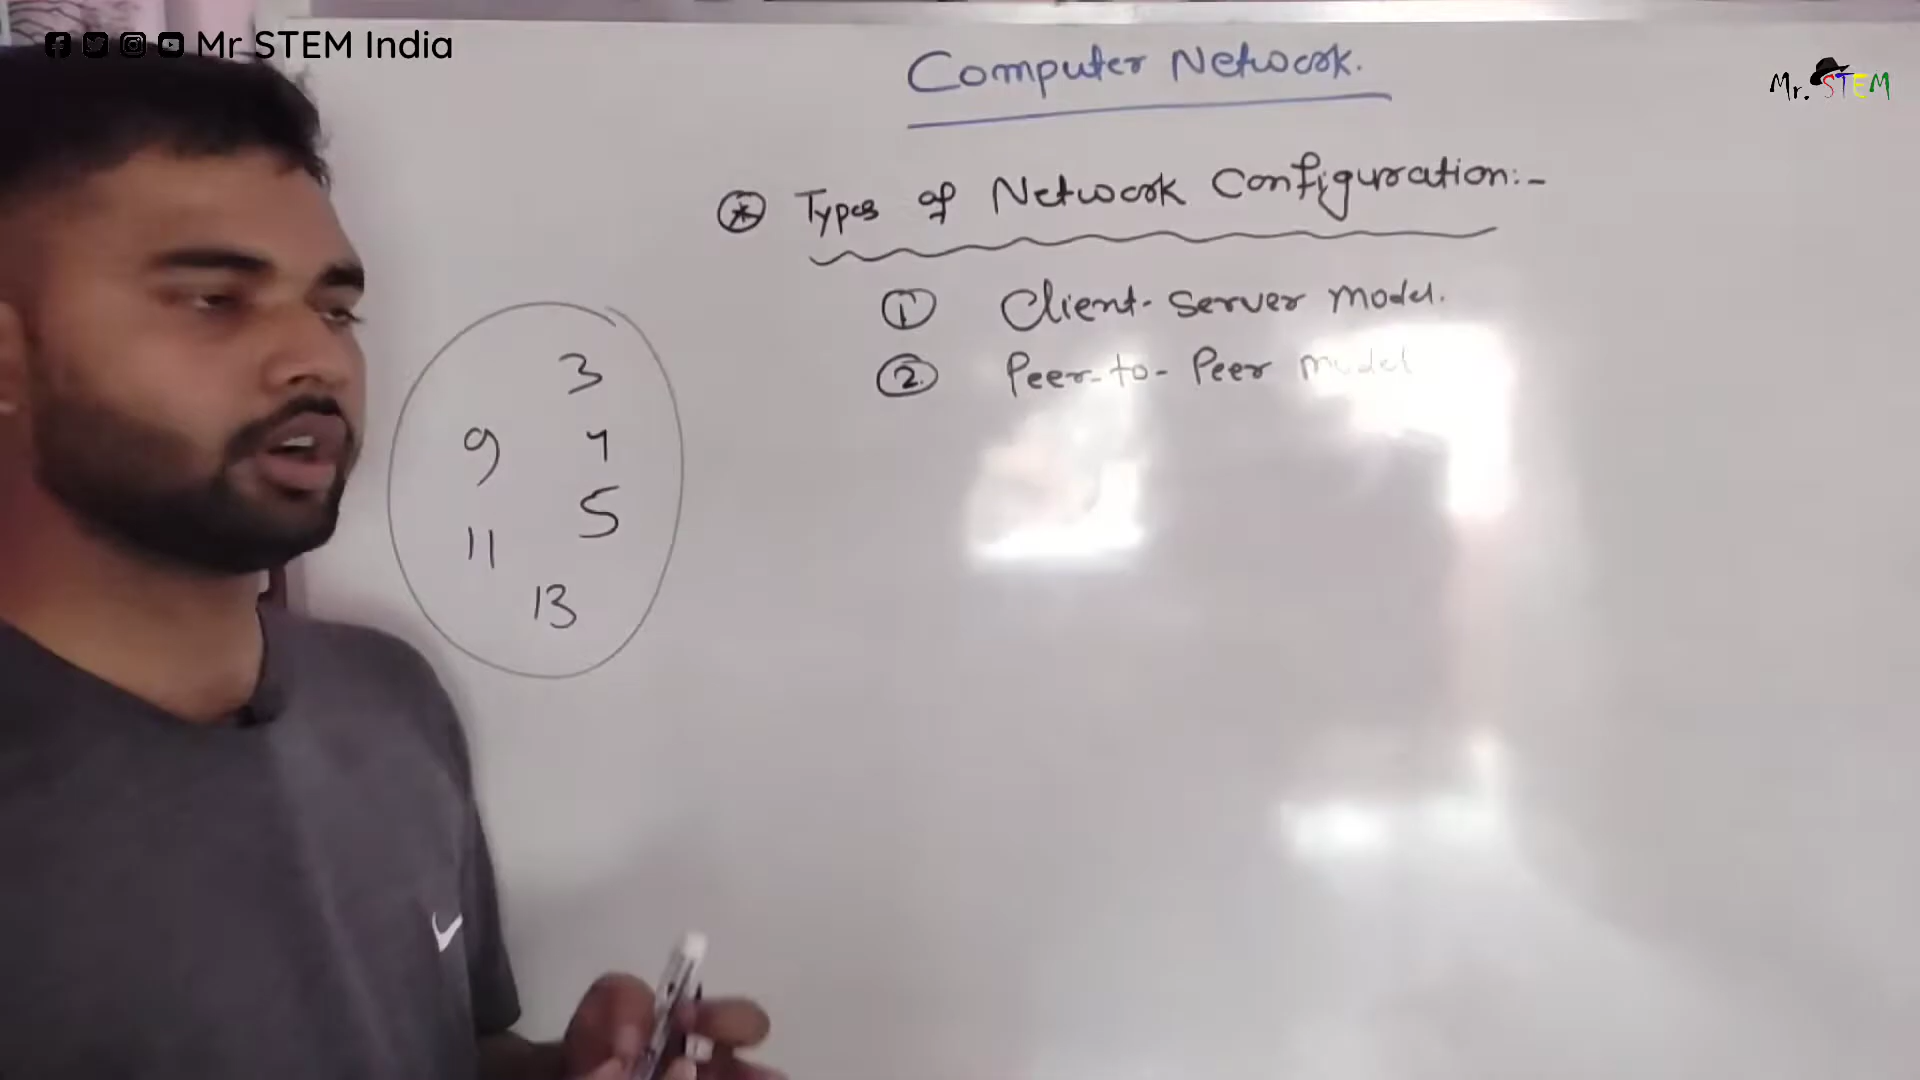 Mr STEM India
Mr. STEM
Computer Network.
Types of Network Configuration:-
① Client-Server Model.
② Peer-to-Peer Model
3
9
5
11
13